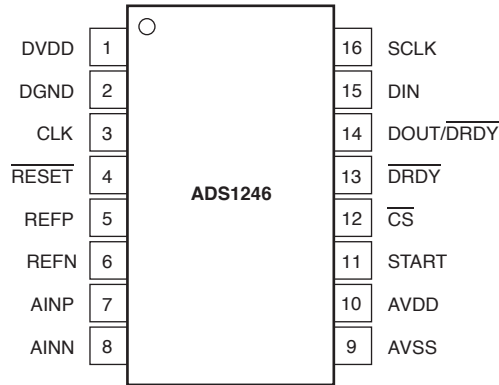 DVDD 1 16 SCLK
DGND 2 15 DIN
CLK 3 14 DOUT/DRDY
RESET 4 13 DRDY
ADS1246
REFP 5 12 CS
REFN 6 11 START
AINP 7 10 AVDD
AINN 8 9 AVSS